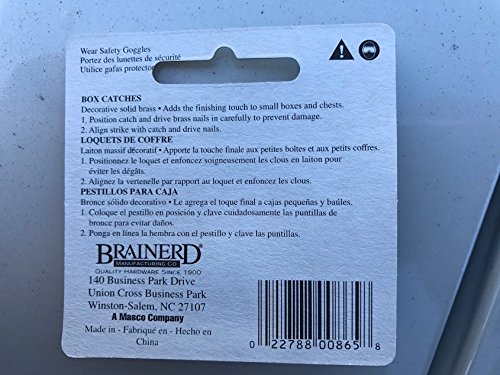 Wear Safety Goggles
Portez des lunettes de sécurité
Utilice gafas protector
BOX CATCHES
Decorative solid brass • Adds the finishing touch to small boxes and chests.
1. Position catch and drive brass nails in carefully to prevent damage.
2. Align strike with catch and drive nails.
LOQUETS DE COFFRE
Laiton massif décoratif • Apporte la touche finale aux petites boîtes et aux petits coffres.
1. Positionnez le loquet et enfoncez soigneusement les clous en laiton pour
éviter les dégâts.
2. Alignez la vertenelle par rapport au loquet et enfoncez les clous.
PESTILLOS PARA CAJA
Bronce sólido decorativo • Le agrega el toque final a cajas pequeñas y baúles.
1. Coloque el pestillo en posición y clave cuidadosamente las puntillas de
bronze para evitar daños.
2. Ponga en línea la hembra con el pestillo y clave las puntillas.
BRAINERD
MANUFACTURING CO.
QUALITY HARDWARE SINCE 1900
140 Business Park Drive
Union Cross Business Park
Winston-Salem, NC 27107
A Masco Company
Made in - Fabriqué en - Hecho en
China
0 22788 00865 8